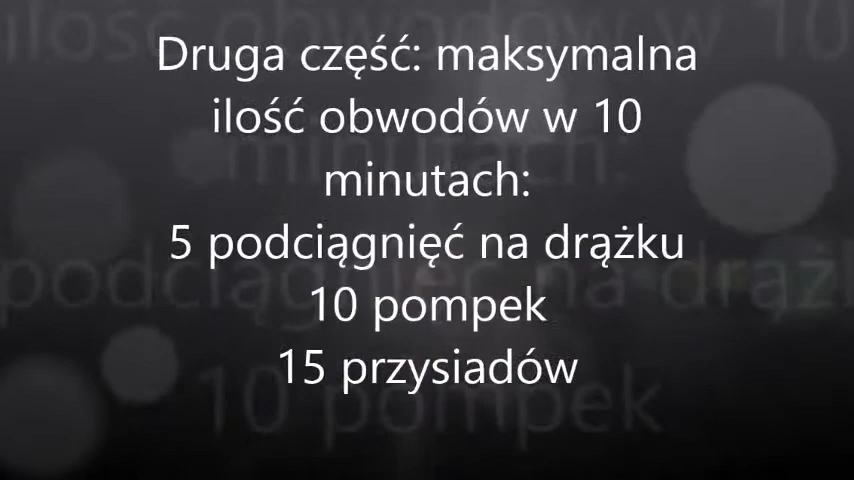 Druga część: maksymalna
ilość obwodów w 10
minutach:
5 podciągnięć na drążku
10 pompek
15 przysiadów